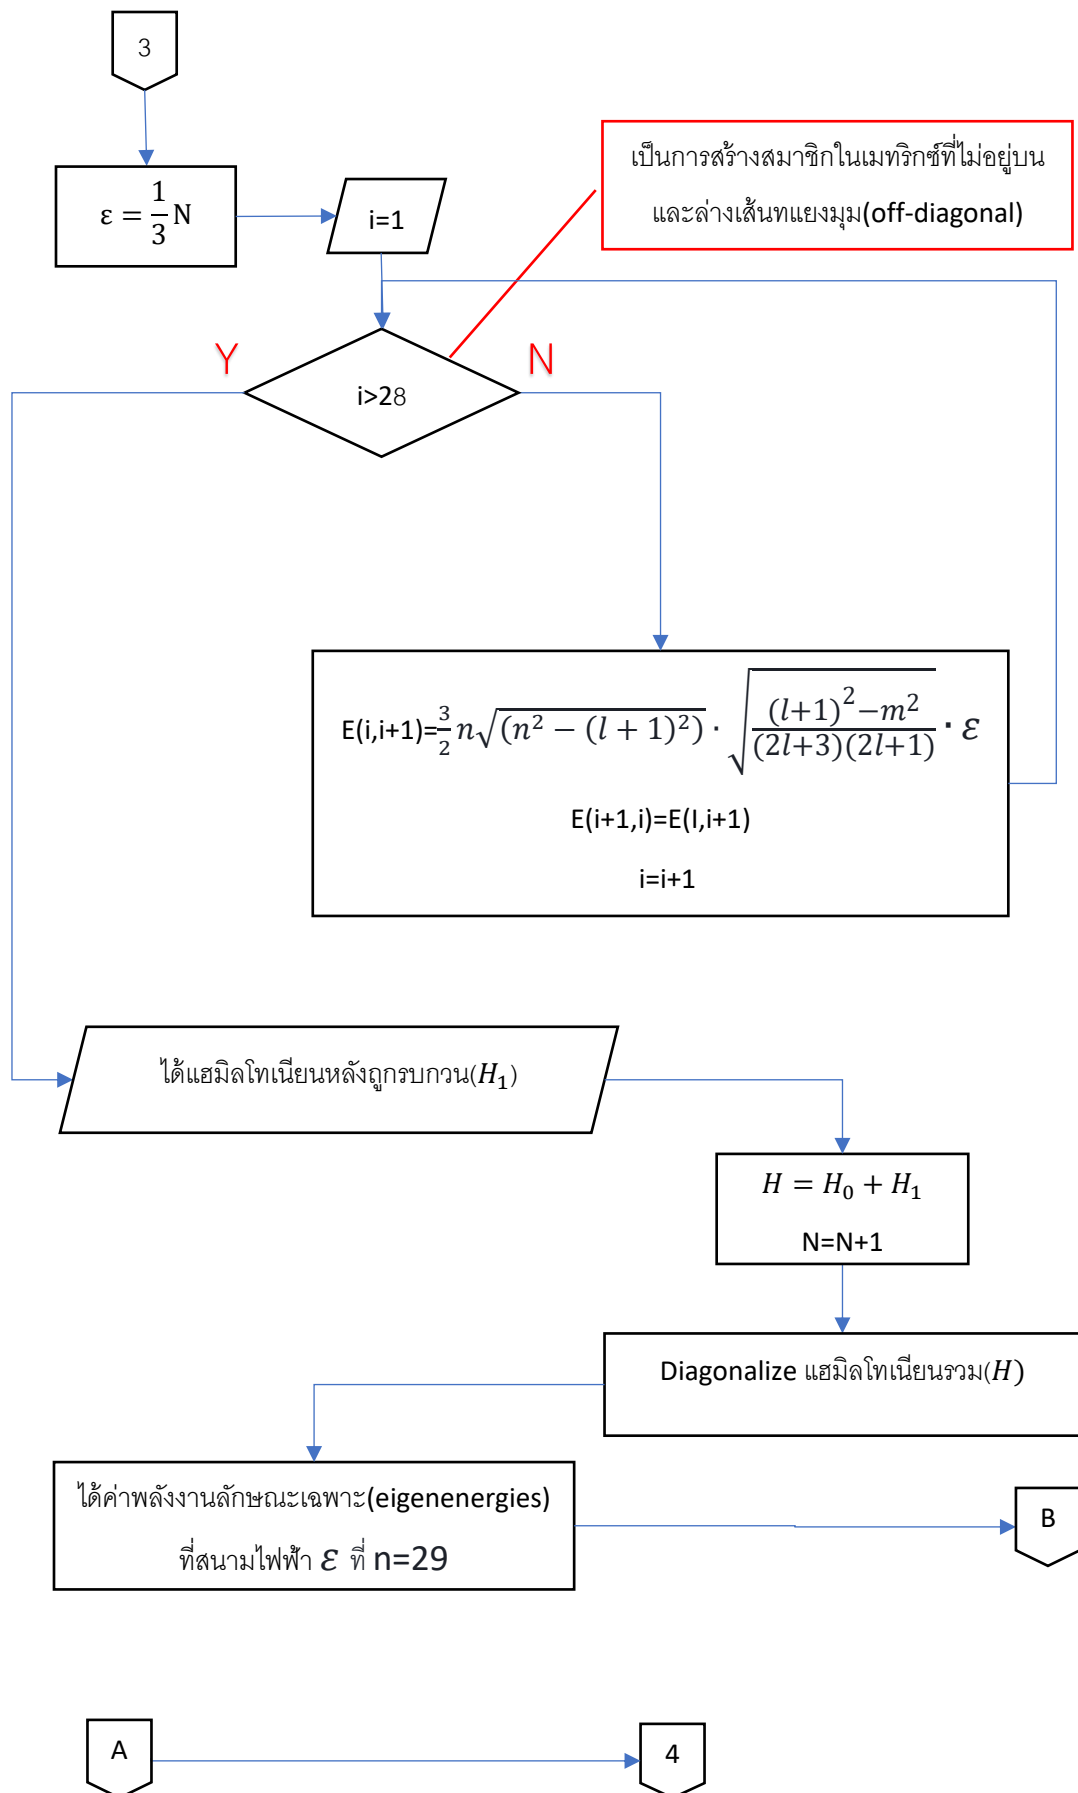 3
ε = 1/3 N
i=1
เป็นการสร้างสมาชิกในเมทริกซ์ที่ไม่อยู่บน
และล่างเส้นทแยงมุม(off-diagonal)
Y
N
i>28
E(i,i+1)=3/2 n√((n² − (l + 1)²)) · √((l+1)²−m² / (2l+3)(2l+1)) · ε
E(i+1,i)=E(I,i+1)
i=i+1
ได้แฮมิลโทเนียนหลังถูกรบกวน(H₁)
H = H₀ + H₁
N=N+1
Diagonalize แฮมิลโทเนียนรวม(H)
ได้ค่าพลังงานลักษณะเฉพาะ(eigenenergies)
ที่สนามไฟฟ้า ε ที่ n=29
B
A
4